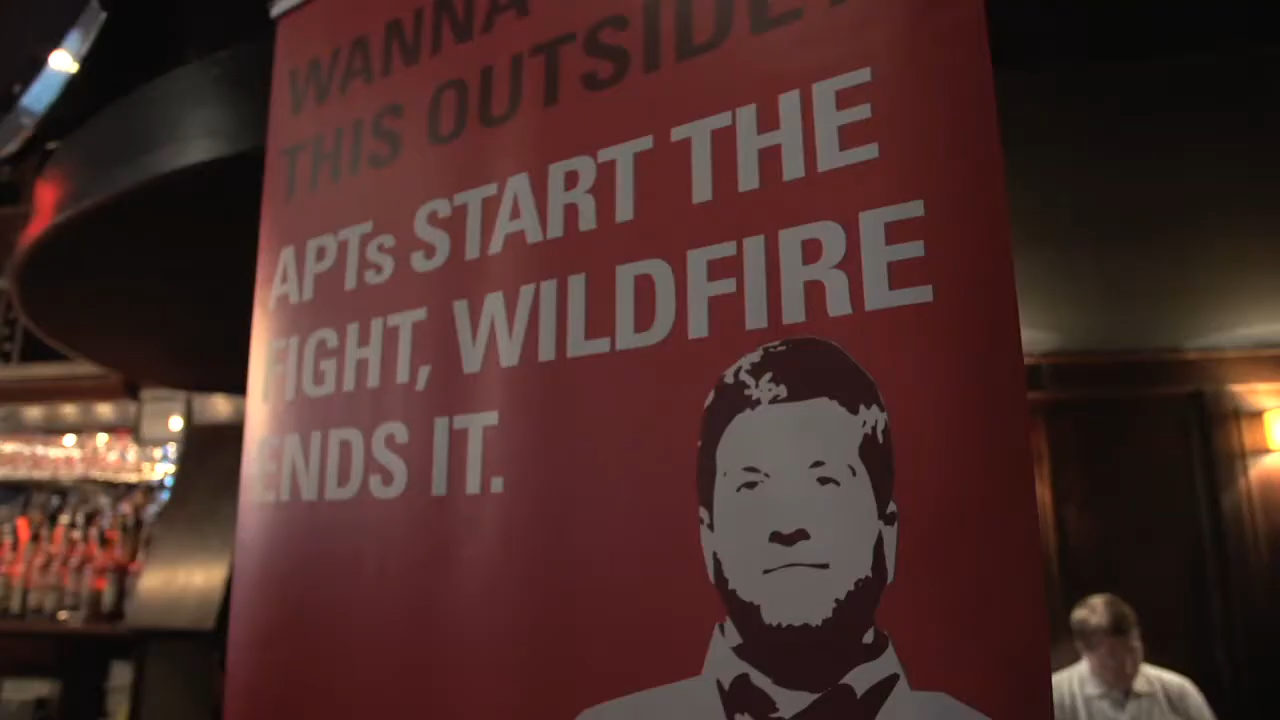 WANNA
THIS OUTSIDE?
APTs START THE
FIGHT, WILDFIRE
ENDS IT.